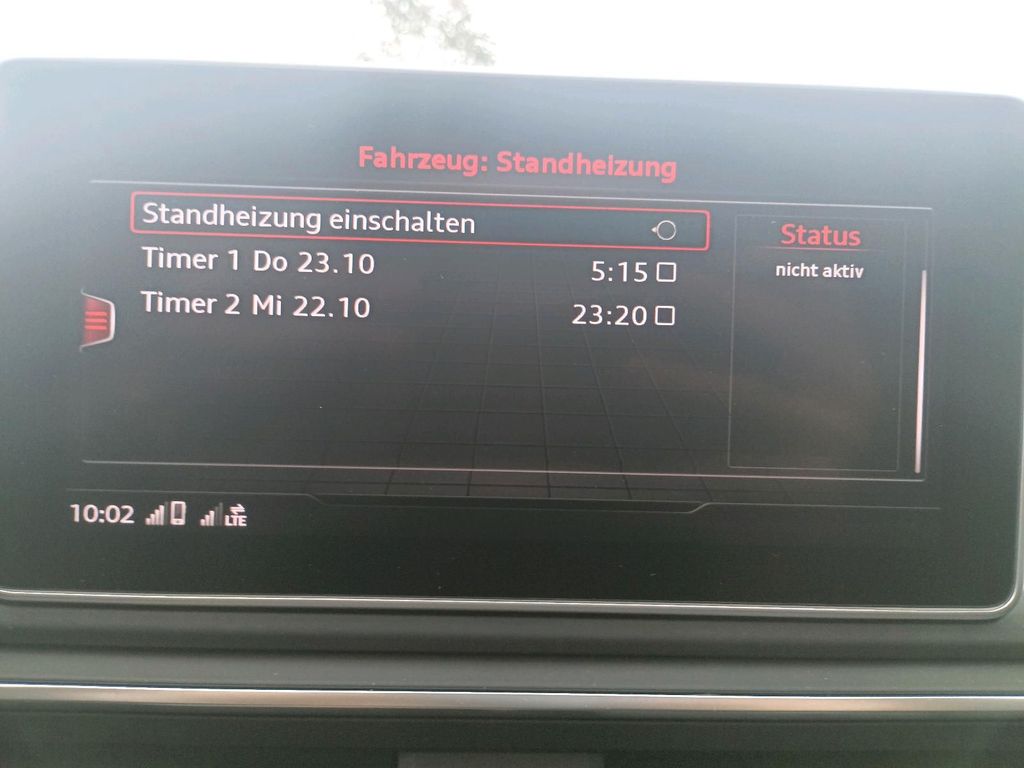 Fahrzeug: Standheizung
Standheizung einschalten
Timer 1 Do 23.10 5:15
Timer 2 Mi 22.10 23:20
Status
nicht aktiv
10:02 LTE